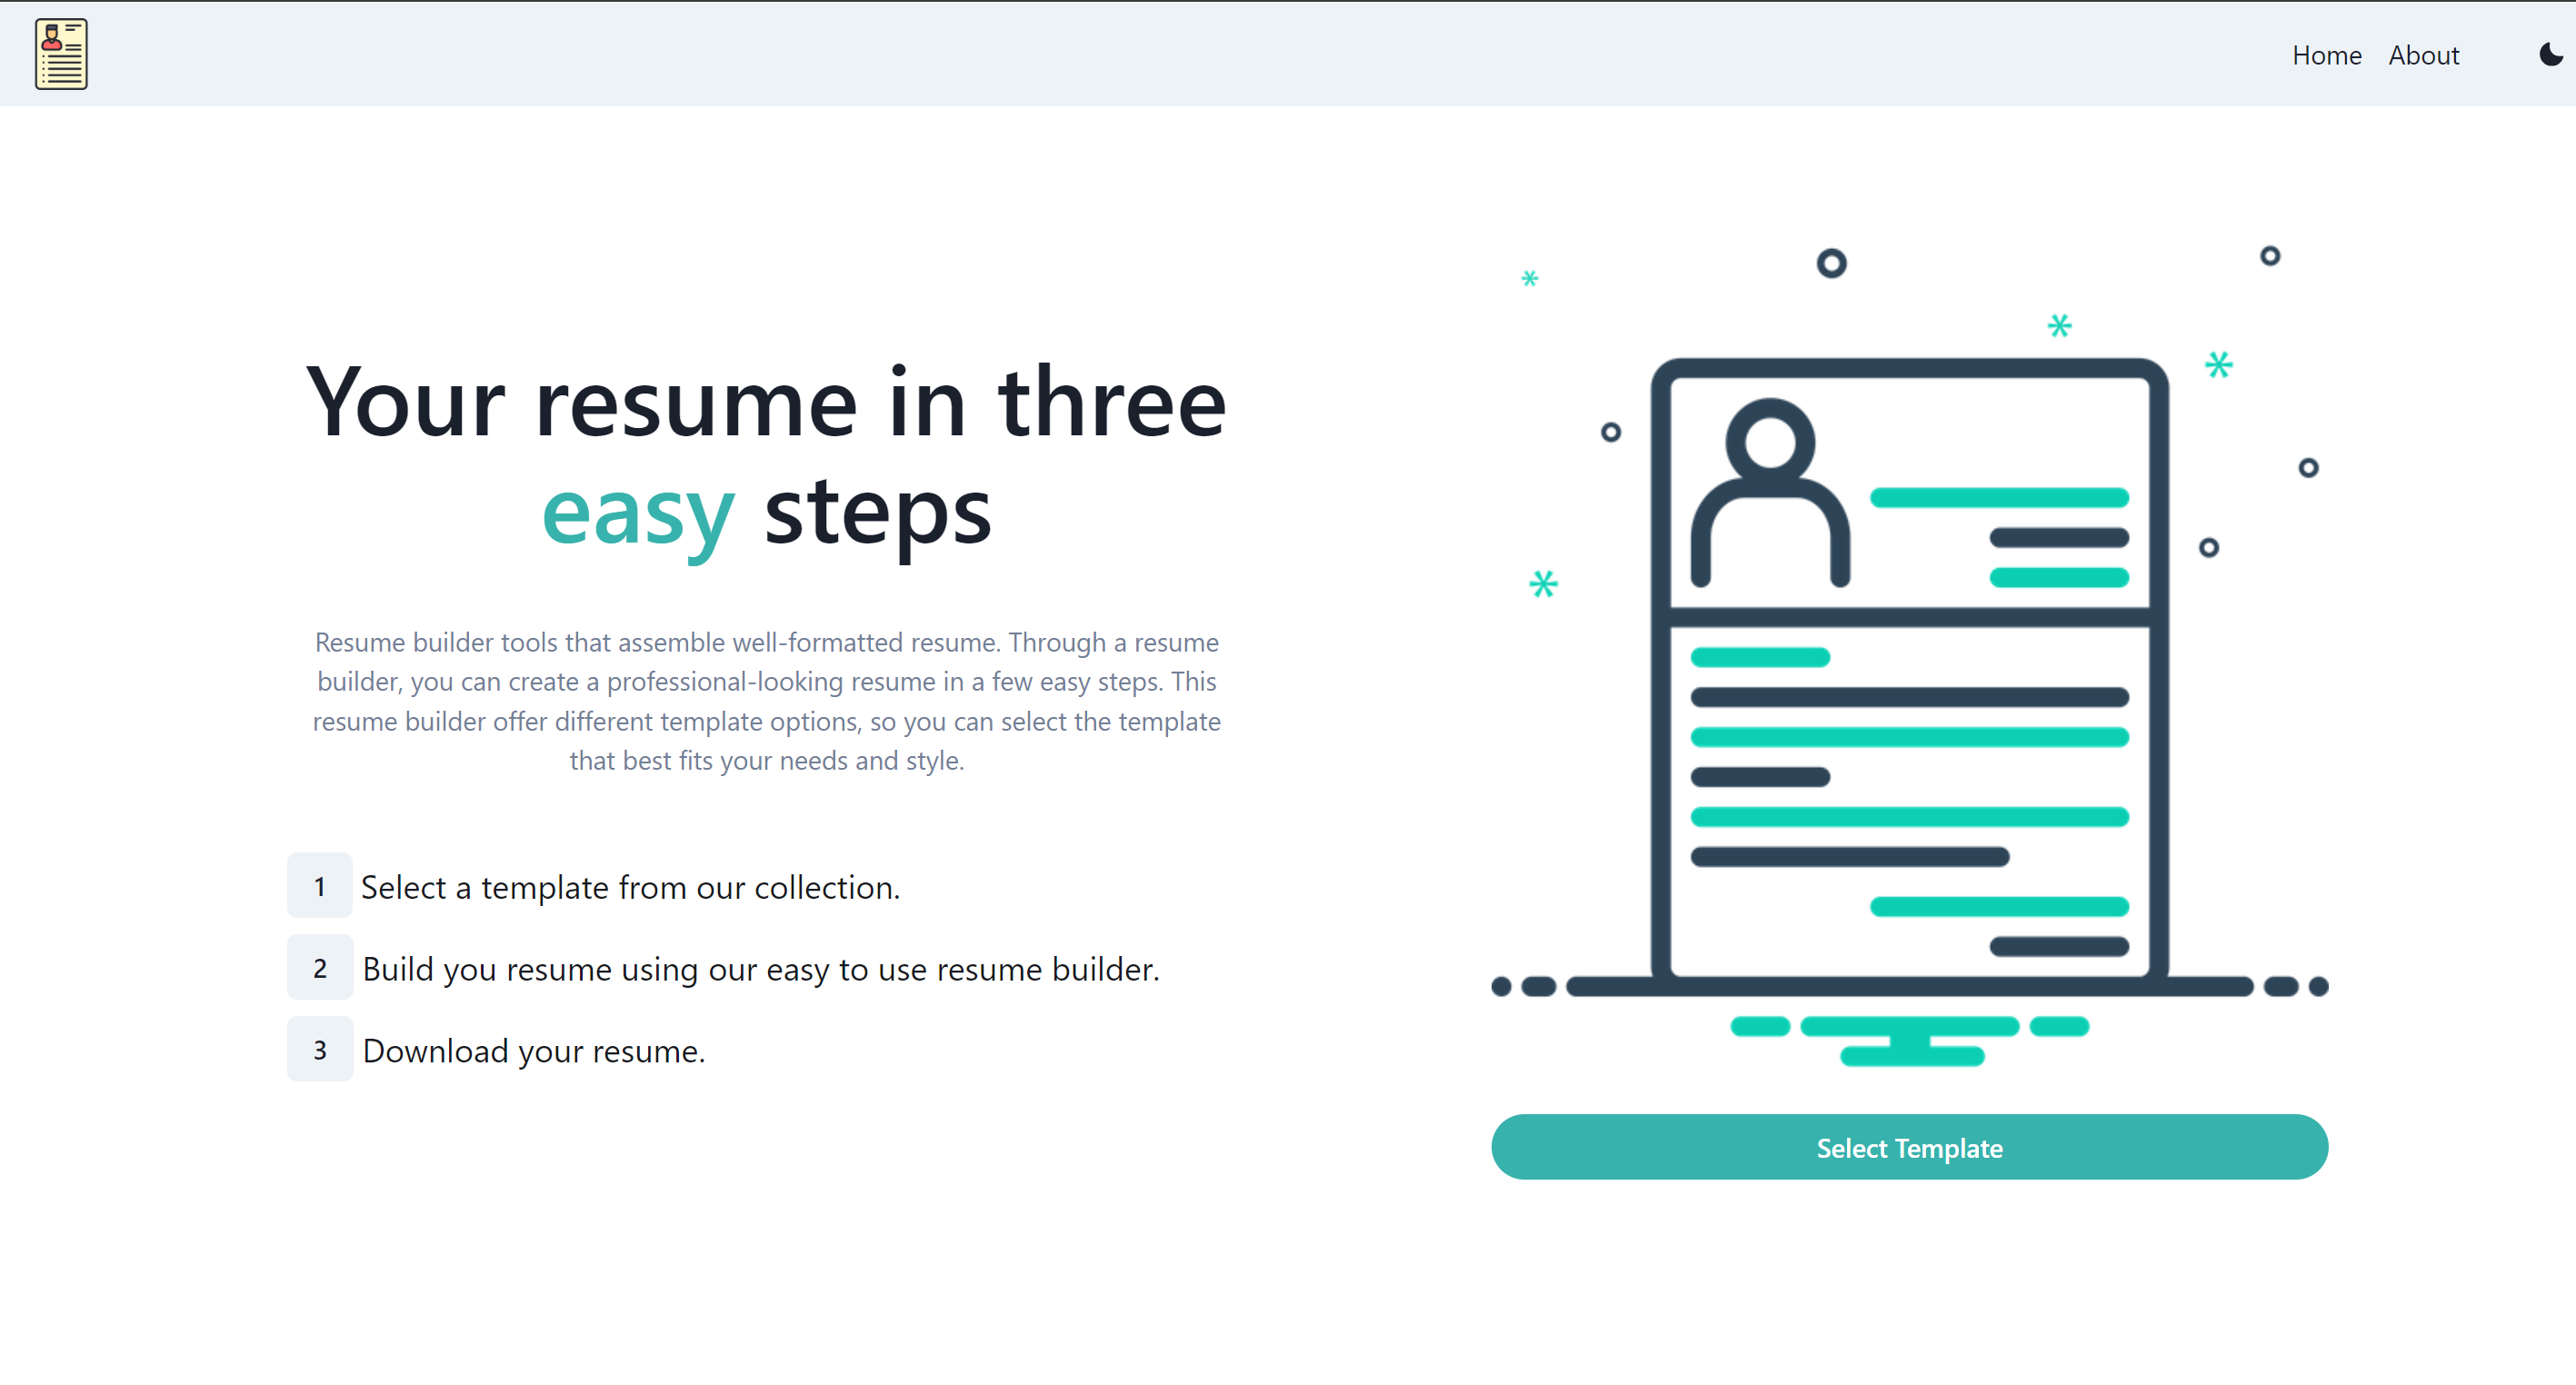 Home About
Your resume in three
easy steps
Resume builder tools that assemble well-formatted resume. Through a resume
builder, you can create a professional-looking resume in a few easy steps. This
resume builder offer different template options, so you can select the template
that best fits your needs and style.
1 Select a template from our collection.
2 Build you resume using our easy to use resume builder.
3 Download your resume.
Select Template